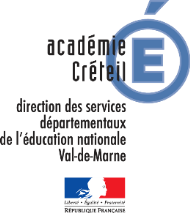 académie
Créteil
É
direction des services
départementaux
de l'éducation nationale
Val-de-Marne
Liberté • Égalité • Fraternité
RÉPUBLIQUE FRANÇAISE